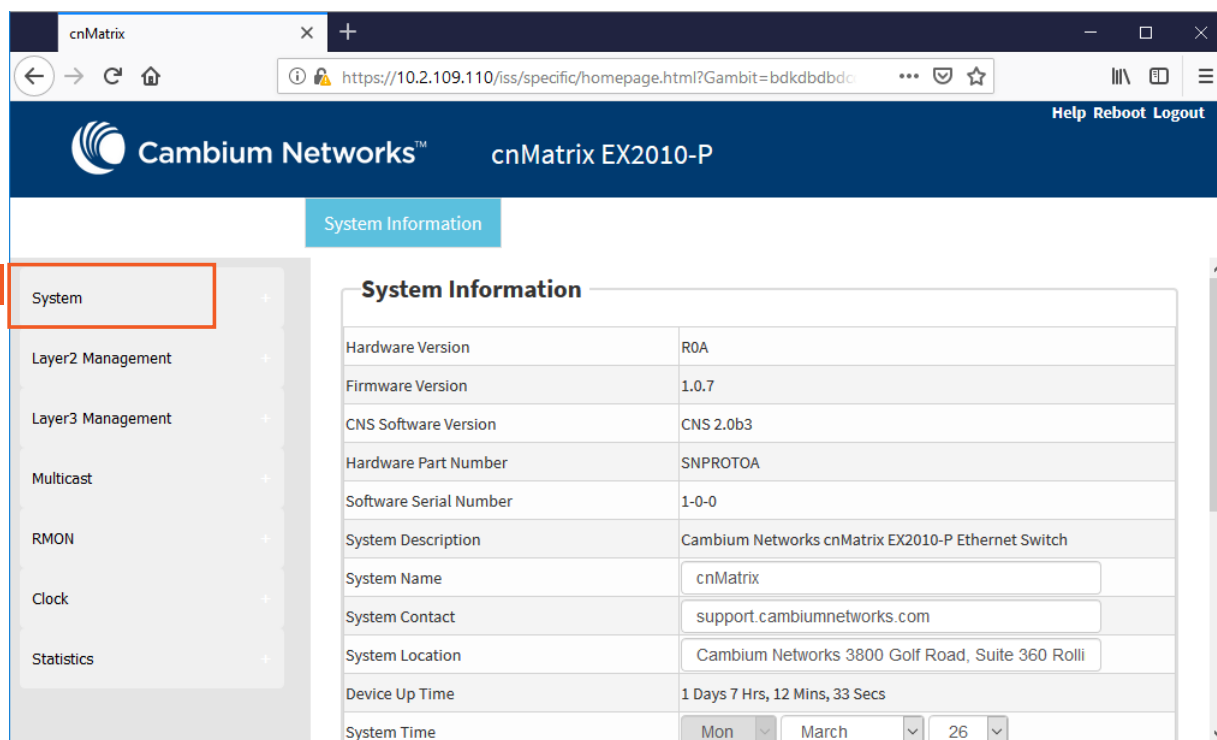 cnMatrix
https://10.2.109.110/iss/specific/homepage.html?Gambit=bdkdbdbd
Help Reboot Logout
Cambium Networks™ cnMatrix EX2010-P
System Information
System
Layer2 Management
Layer3 Management
Multicast
RMON
Clock
Statistics
System Information
Hardware Version R0A
Firmware Version 1.0.7
CNS Software Version CNS 2.0b3
Hardware Part Number SNPROTOA
Software Serial Number 1-0-0
System Description Cambium Networks cnMatrix EX2010-P Ethernet Switch
System Name cnMatrix
System Contact support.cambiumnetworks.com
System Location Cambium Networks 3800 Golf Road, Suite 360 Rolli
Device Up Time 1 Days 7 Hrs, 12 Mins, 33 Secs
System Time Mon March 26